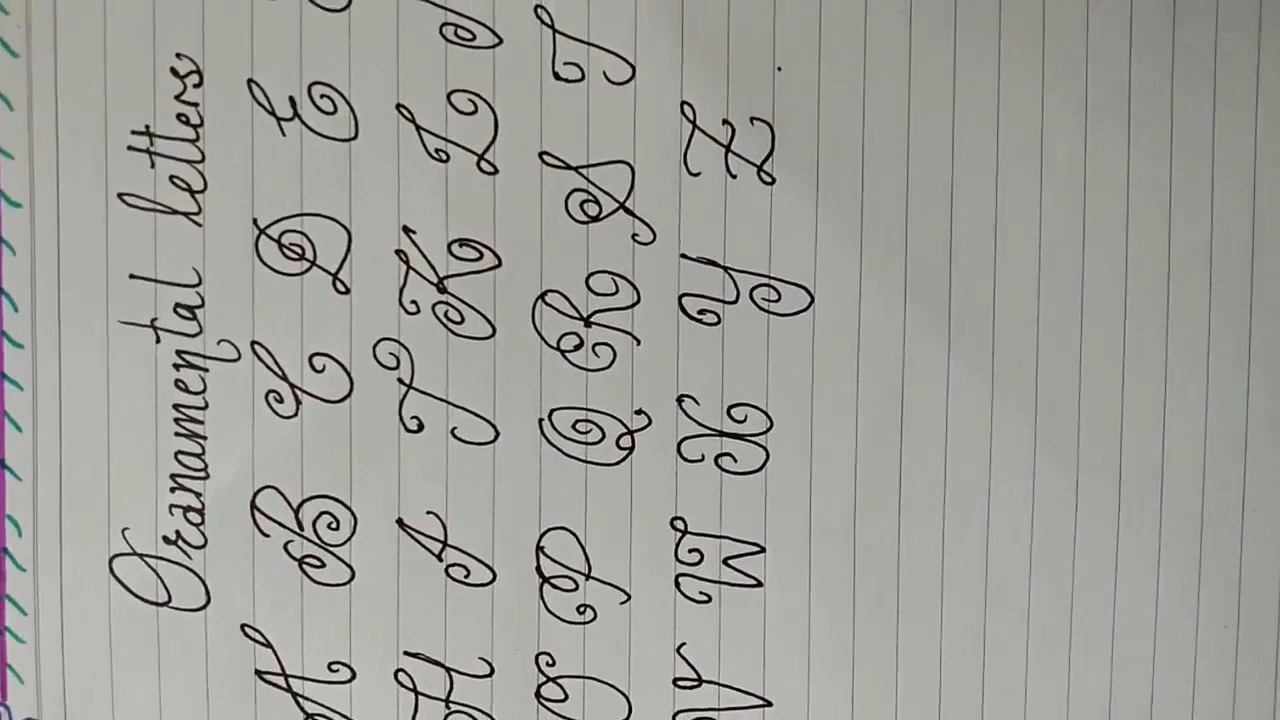 Oranamental letters
A B C D E
H I J K L
O P Q R S T
V W X Y Z